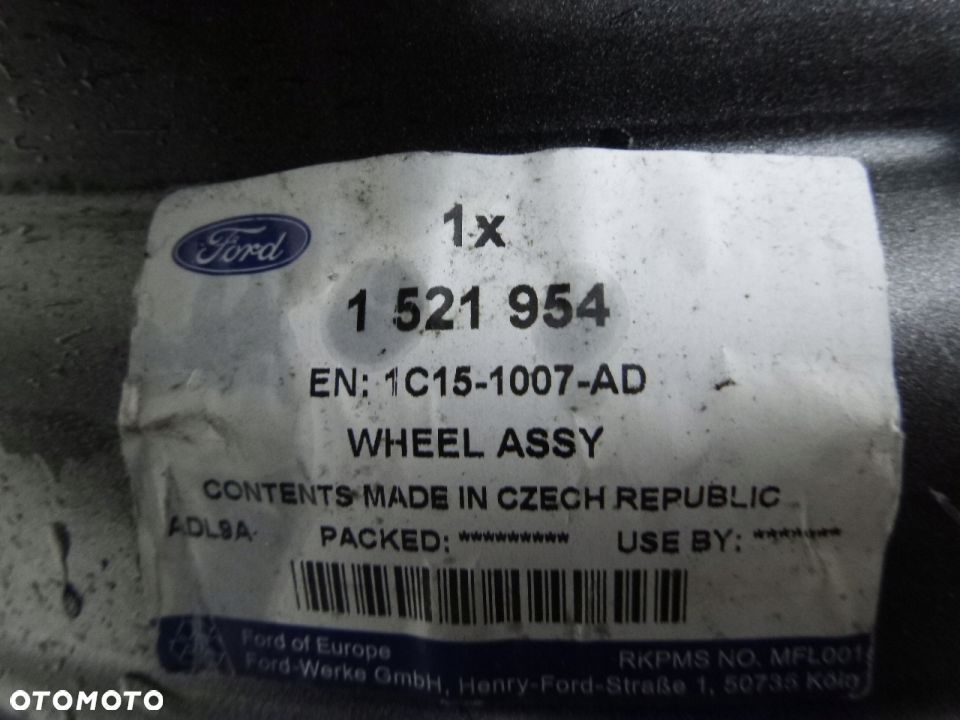 Ford
1x
1 521 954
EN: 1C15-1007-AD
WHEEL ASSY
CONTENTS MADE IN CZECH REPUBLIC
ADL9A PACKED: ********* USE BY: *******
Ford of Europe
Ford-Werke GmbH, Henry-Ford-Straße 1, 50735 Köln
RKPMS NO. MFL001
OTOMOTO